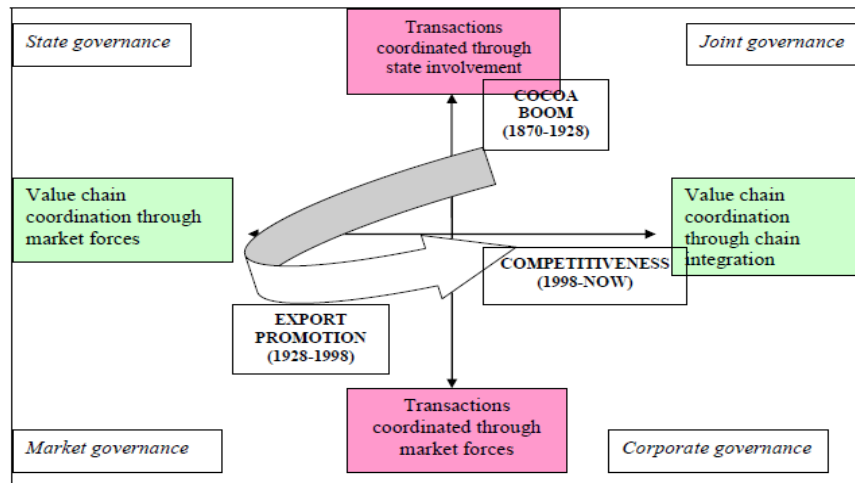 State governance
Transactions
coordinated through
state involvement
Joint governance
COCOA
BOOM
(1870-1928)
Value chain
coordination through
market forces
Value chain
coordination
through chain
integration
COMPETITIVENESS
(1998-NOW)
EXPORT
PROMOTION
(1928-1998)
Market governance
Transactions
coordinated through
market forces
Corporate governance